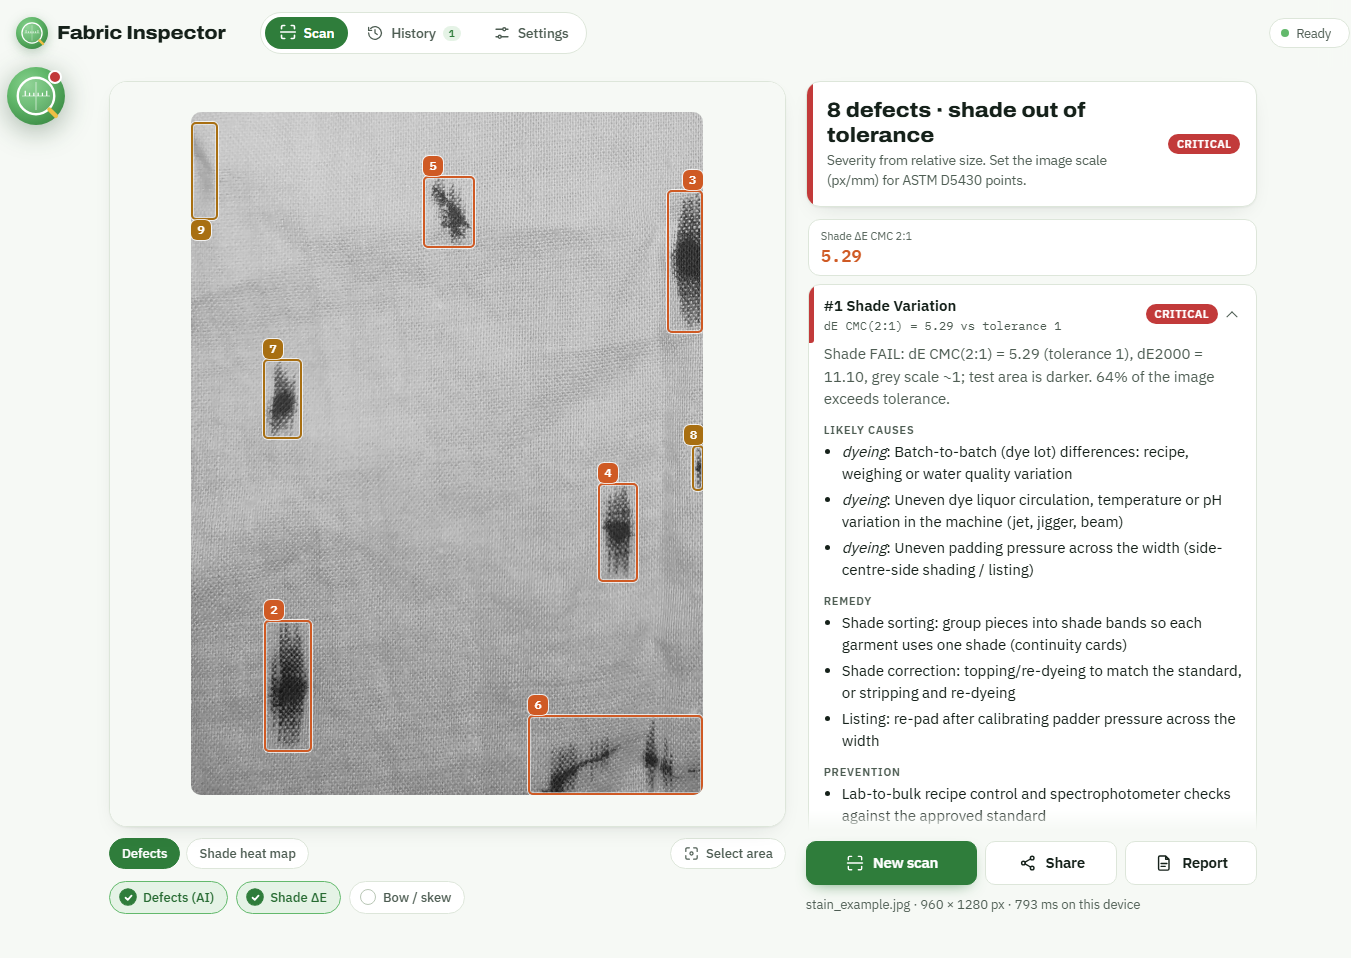 Fabric Inspector
Scan
History 1
Settings
Ready
9
5
3
7
8
4
2
6
8 defects · shade out of
tolerance
CRITICAL
Severity from relative size. Set the image scale
(px/mm) for ASTM D5430 points.
Shade ΔE CMC 2:1
5.29
#1 Shade Variation
dE CMC(2:1) = 5.29 vs tolerance 1
CRITICAL
Shade FAIL: dE CMC(2:1) = 5.29 (tolerance 1), dE2000 =
11.10, grey scale ~1; test area is darker. 64% of the image
exceeds tolerance.
LIKELY CAUSES
• dyeing: Batch-to-batch (dye lot) differences: recipe,
weighing or water quality variation
• dyeing: Uneven dye liquor circulation, temperature or pH
variation in the machine (jet, jigger, beam)
• dyeing: Uneven padding pressure across the width (side-
centre-side shading / listing)
REMEDY
• Shade sorting: group pieces into shade bands so each
garment uses one shade (continuity cards)
• Shade correction: topping/re-dyeing to match the standard,
or stripping and re-dyeing
• Listing: re-pad after calibrating padder pressure across the
width
PREVENTION
• Lab-to-bulk recipe control and spectrophotometer checks
against the approved standard
Defects
Shade heat map
Select area
Defects (AI)
Shade ΔE
Bow / skew
New scan
Share
Report
stain_example.jpg · 960 × 1280 px · 793 ms on this device